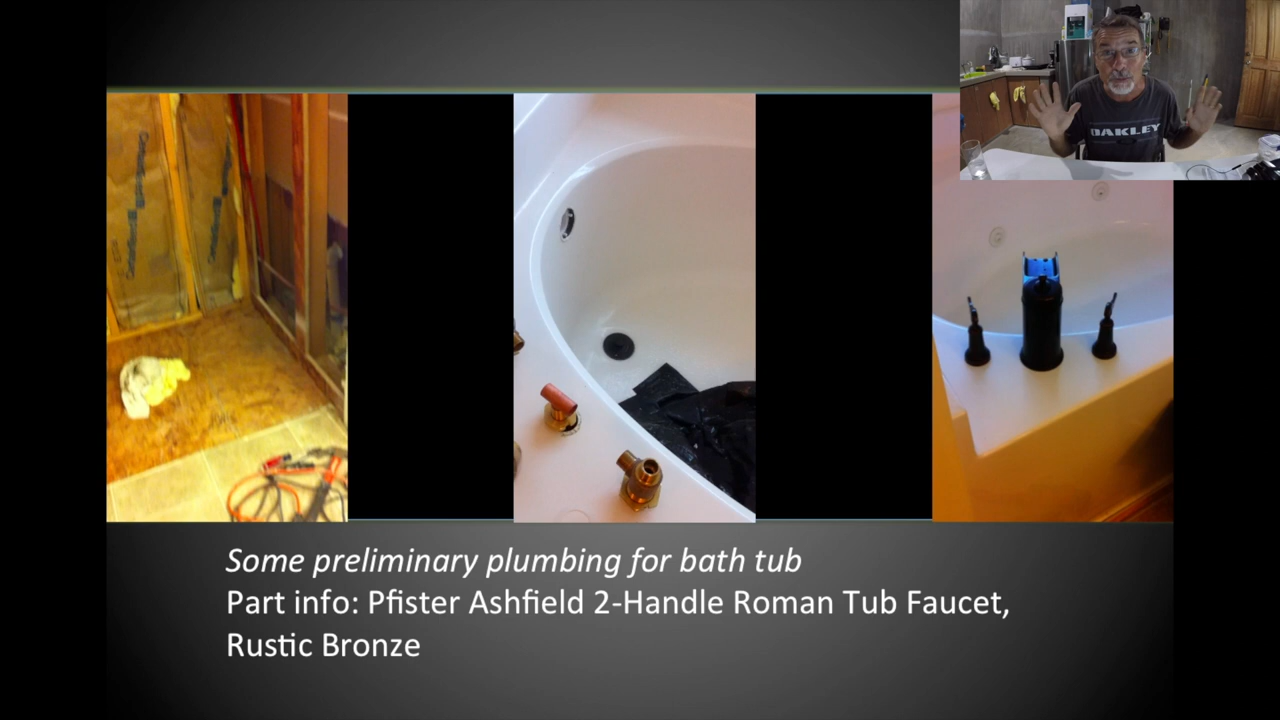 OAKLEY
Some preliminary plumbing for bath tub
Part info: Pfister Ashfield 2-Handle Roman Tub Faucet,
Rustic Bronze